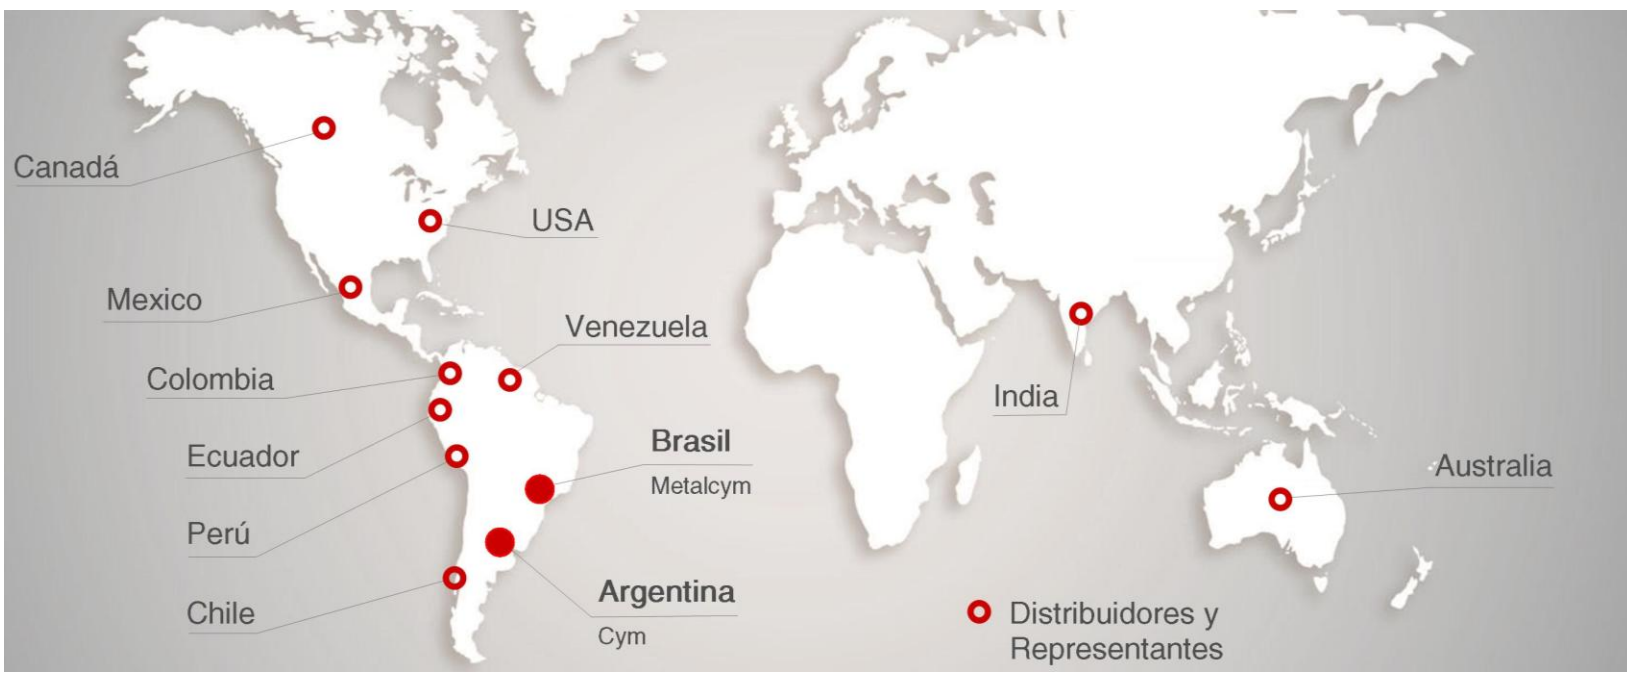 Canadá
USA
Mexico
Venezuela
Colombia
India
Ecuador
Brasil
Metalcym
Australia
Perú
Argentina
Cym
Chile
Distribuidores y
Representantes